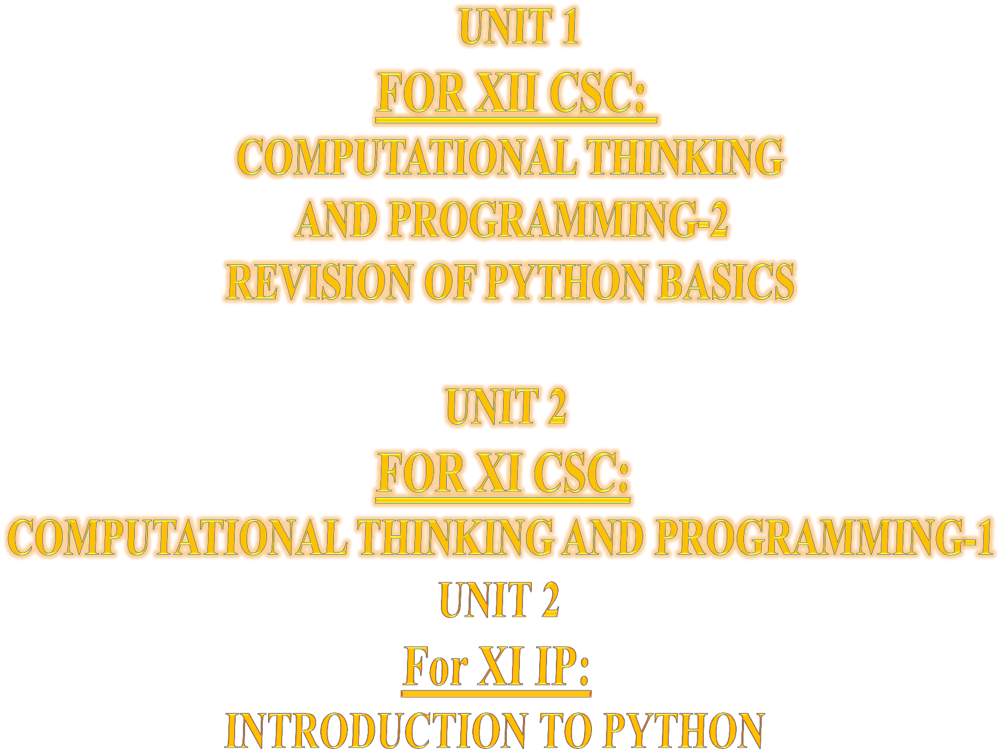 UNIT 1
FOR XII CSC:
COMPUTATIONAL THINKING
AND PROGRAMMING-2
REVISION OF PYTHON BASICS
UNIT 2
FOR XI CSC:
COMPUTATIONAL THINKING AND PROGRAMMING-1
UNIT 2
For XI IP:
INTRODUCTION TO PYTHON